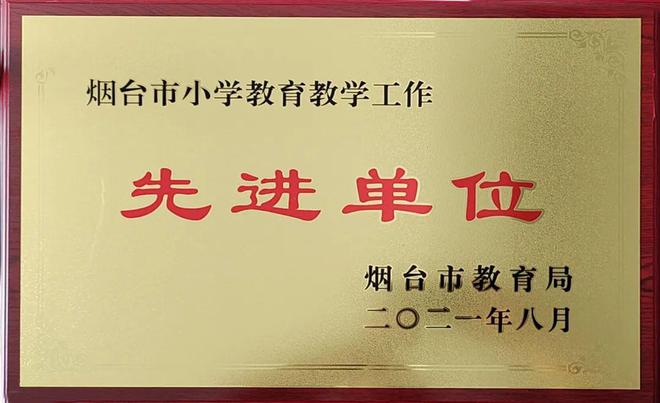 烟台市小学教育教学工作
先进单位
烟台市教育局
二〇二一年八月